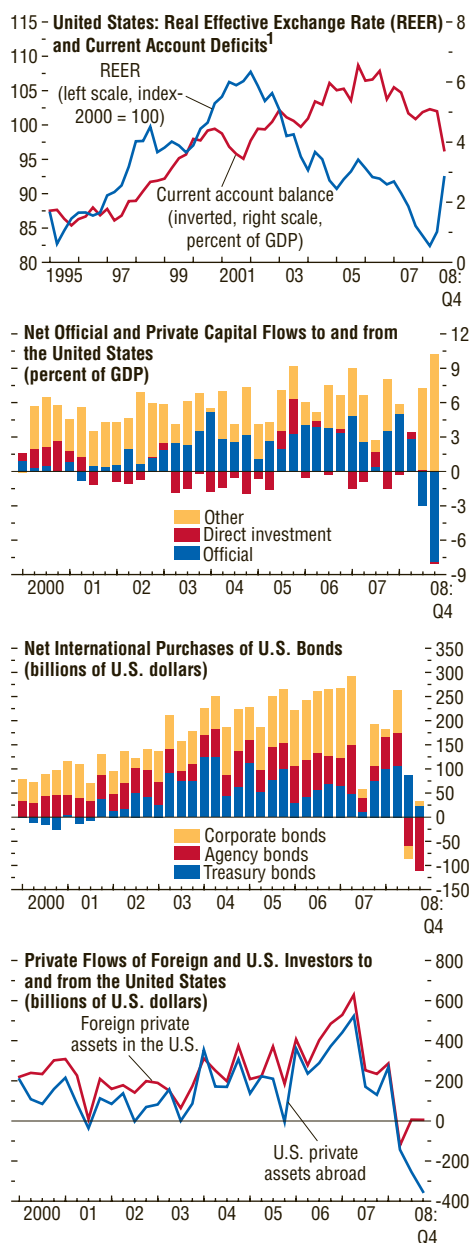 United States: Real Effective Exchange Rate (REER)
and Current Account Deficits1
115
110
105
100
95
90
85
80
8
6
4
2
0
REER
(left scale, index-
2000 = 100)
Current account balance
(inverted, right scale,
percent of GDP)
1995 97 99 2001 03 05 07 08:
Q4
Net Official and Private Capital Flows to and from
the United States
(percent of GDP)
12
9
6
3
0
-3
-6
-9
Other
Direct investment
Official
2000 01 02 03 04 05 06 07 08:
Q4
Net International Purchases of U.S. Bonds
(billions of U.S. dollars)
350
300
250
200
150
100
50
0
-50
-100
-150
Corporate bonds
Agency bonds
Treasury bonds
2000 01 02 03 04 05 06 07 08:
Q4
Private Flows of Foreign and U.S. Investors to
and from the United States
(billions of U.S. dollars)
800
600
400
200
0
-200
-400
Foreign private
assets in the U.S.
U.S. private
assets abroad
2000 01 02 03 04 05 06 07 08:
Q4